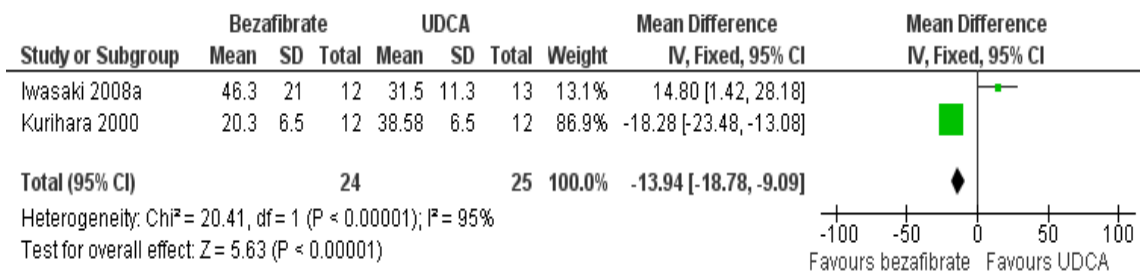 Bezafibrate UDCA Mean Difference Mean Difference
Study or Subgroup Mean SD Total Mean SD Total Weight IV, Fixed, 95% CI IV, Fixed, 95% CI
Iwasaki 2008a 46.3 21 12 31.5 11.3 13 13.1% 14.80 [1.42, 28.18]
Kurihara 2000 20.3 6.5 12 38.58 6.5 12 86.9% -18.28 [-23.48, -13.08]
Total (95% CI) 24 25 100.0% -13.94 [-18.78, -9.09]
Heterogeneity: Chi² = 20.41, df = 1 (P < 0.00001); I² = 95%
Test for overall effect: Z = 5.63 (P < 0.00001)
-100 -50 0 50 100
Favours bezafibrate Favours UDCA